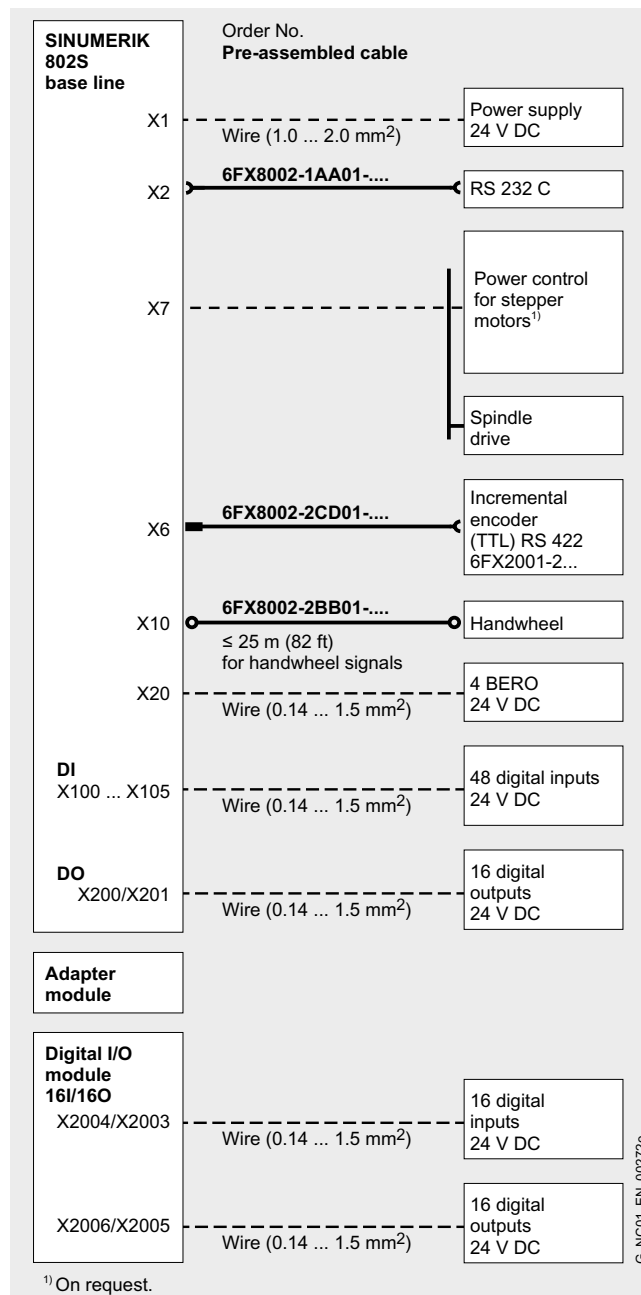 SINUMERIK
802S
base line
Order No.
Pre-assembled cable
X1
Wire (1.0 ... 2.0 mm²)
Power supply
24 V DC
X2
6FX8002-1AA01-....
RS 232 C
X7
Power control
for stepper
motors¹⁾
Spindle
drive
X6
6FX8002-2CD01-....
Incremental
encoder
(TTL) RS 422
6FX2001-2...
X10
6FX8002-2BB01-....
≤ 25 m (82 ft)
for handwheel signals
Handwheel
X20
Wire (0.14 ... 1.5 mm²)
4 BERO
24 V DC
DI
X100 ... X105
Wire (0.14 ... 1.5 mm²)
48 digital inputs
24 V DC
DO
X200/X201
Wire (0.14 ... 1.5 mm²)
16 digital
outputs
24 V DC
Adapter
module
Digital I/O
module
16I/16O
X2004/X2003
Wire (0.14 ... 1.5 mm²)
16 digital
inputs
24 V DC
X2006/X2005
Wire (0.14 ... 1.5 mm²)
16 digital
outputs
24 V DC
¹⁾ On request.